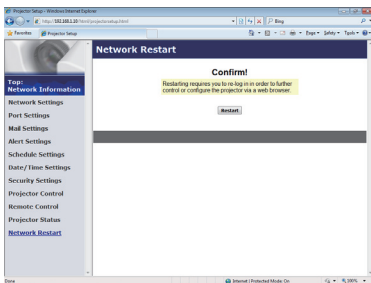 Projector Setup - Windows Internet Explorer
http://192.168.1.10/html/projectorsetup.html
Bing
Favorites
Projector Setup
Page
Safety
Tools
Network Restart
Top:
Network Information
Network Settings
Port Settings
Mail Settings
Alert Settings
Schedule Settings
Date/Time Settings
Security Settings
Projector Control
Remote Control
Projector Status
Network Restart
Confirm!
Restarting requires you to re-log in in order to further
control or configure the projector via a web browser.
Restart
Done
Internet | Protected Mode: On
100%